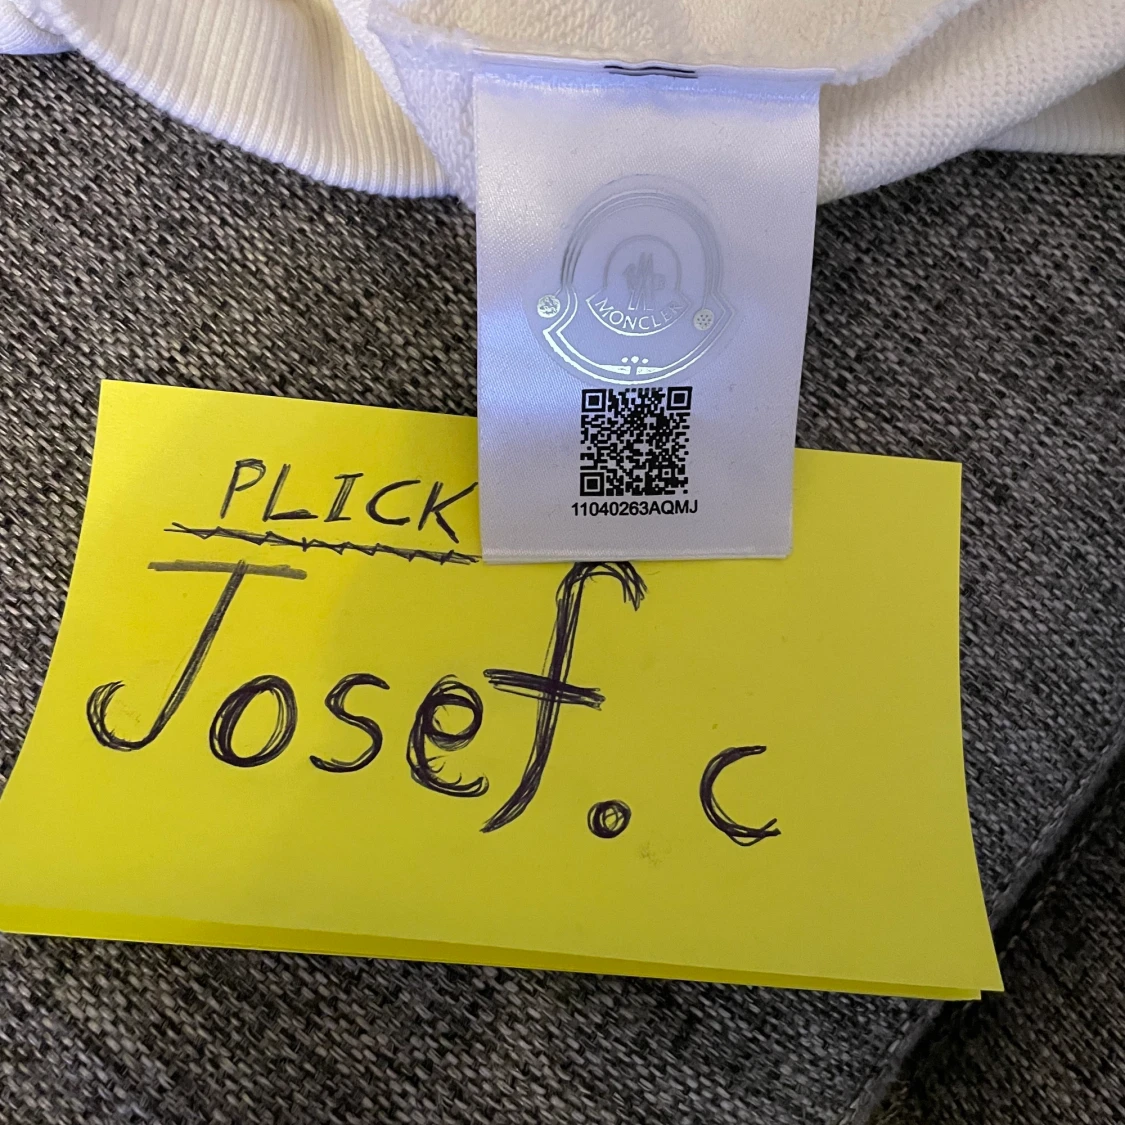 MONCLER
11040263AQMJ
PLICK
Josef.c